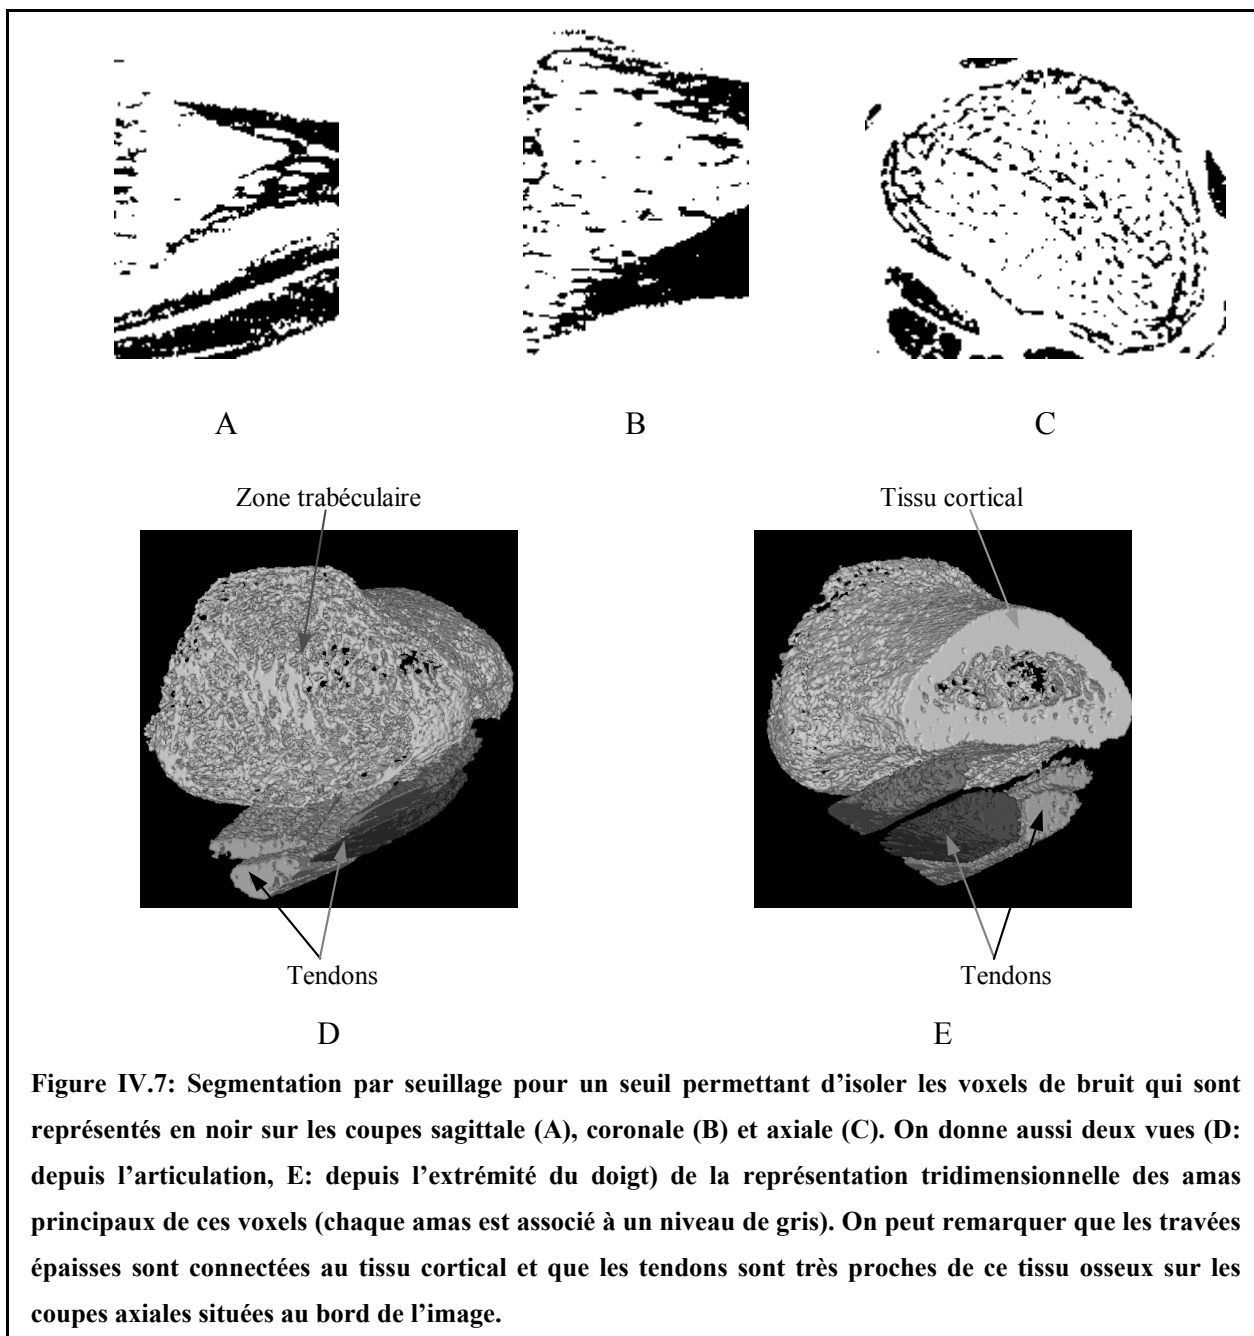 A
B
C
Zone trabéculaire
Tissu cortical
Tendons
Tendons
D
E
Figure IV.7: Segmentation par seuillage pour un seuil permettant d’isoler les voxels de bruit qui sont
représentés en noir sur les coupes sagittale (A), coronale (B) et axiale (C). On donne aussi deux vues (D:
depuis l’articulation, E: depuis l’extrémité du doigt) de la représentation tridimensionnelle des amas
principaux de ces voxels (chaque amas est associé à un niveau de gris). On peut remarquer que les travées
épaisses sont connectées au tissu cortical et que les tendons sont très proches de ce tissu osseux sur les
coupes axiales situées au bord de l’image.